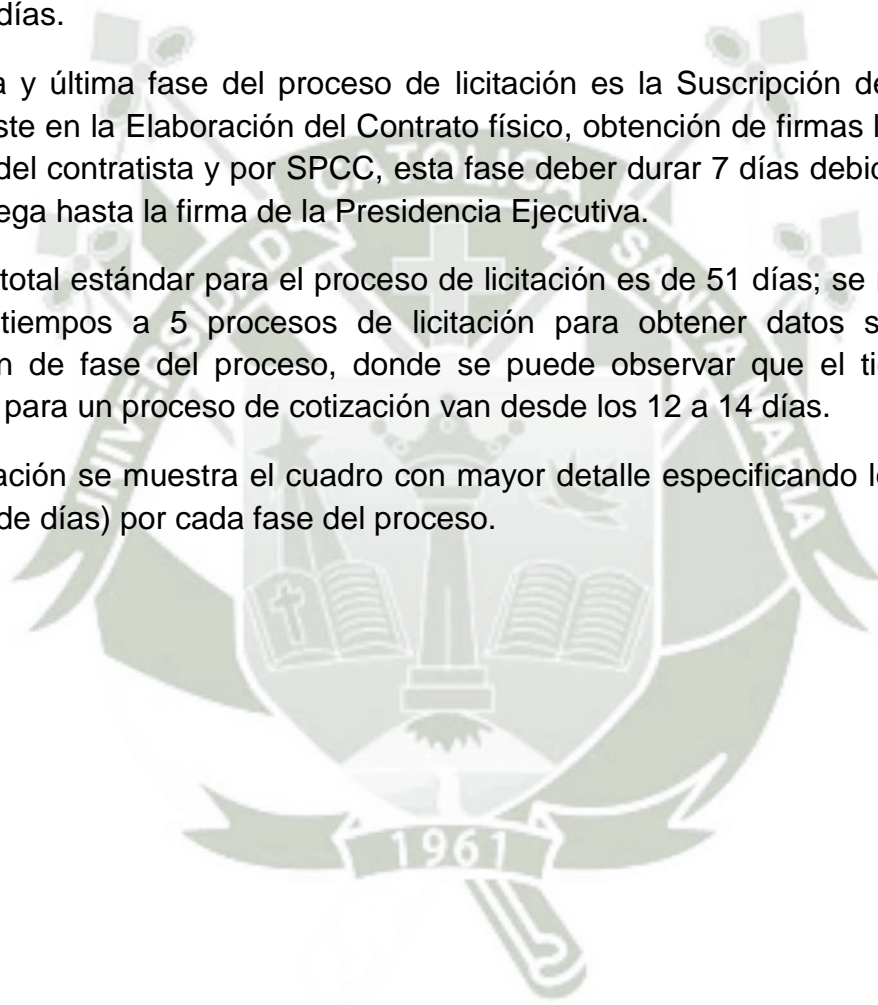 días.
a y última fase del proceso de licitación es la Suscripción de
ste en la Elaboración del Contrato físico, obtención de firmas l
del contratista y por SPCC, esta fase deber durar 7 días debid
ega hasta la firma de la Presidencia Ejecutiva.
total estándar para el proceso de licitación es de 51 días; se
tiempos a 5 procesos de licitación para obtener datos s
n de fase del proceso, donde se puede observar que el ti
para un proceso de cotización van desde los 12 a 14 días.
ación se muestra el cuadro con mayor detalle especificando l
de días) por cada fase del proceso.
UNIVERSIDAD CATOLICA SANTA MARIA
1961